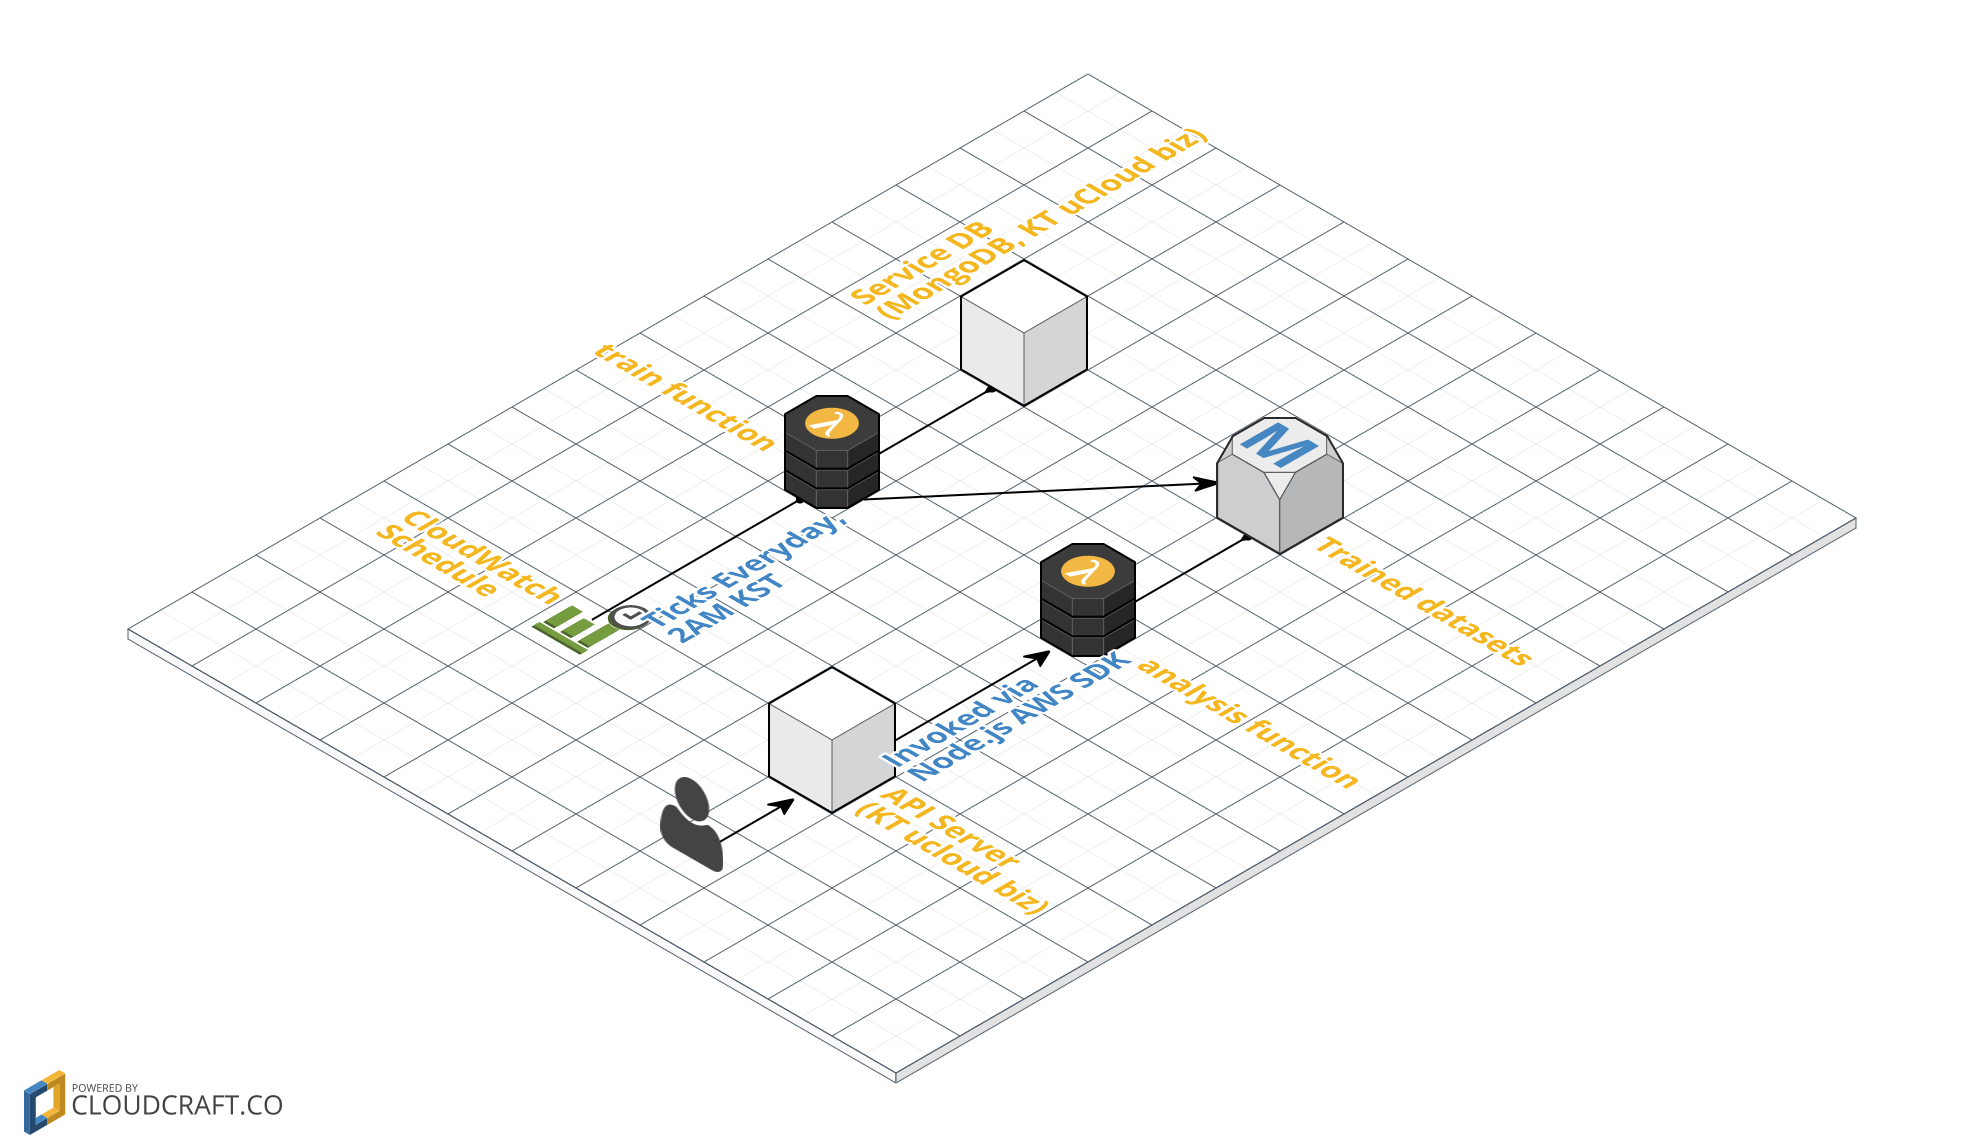 Service DB
(MongoDB, KT uCloud biz)
train function
λ
M
CloudWatch
Schedule
Ticks Everyday,
2AM KST
λ
Trained datasets
Invoked via
Node.js AWS SDK
analysis function
API Server
(KT ucloud biz)
POWERED BY
CLOUDCRAFT.CO